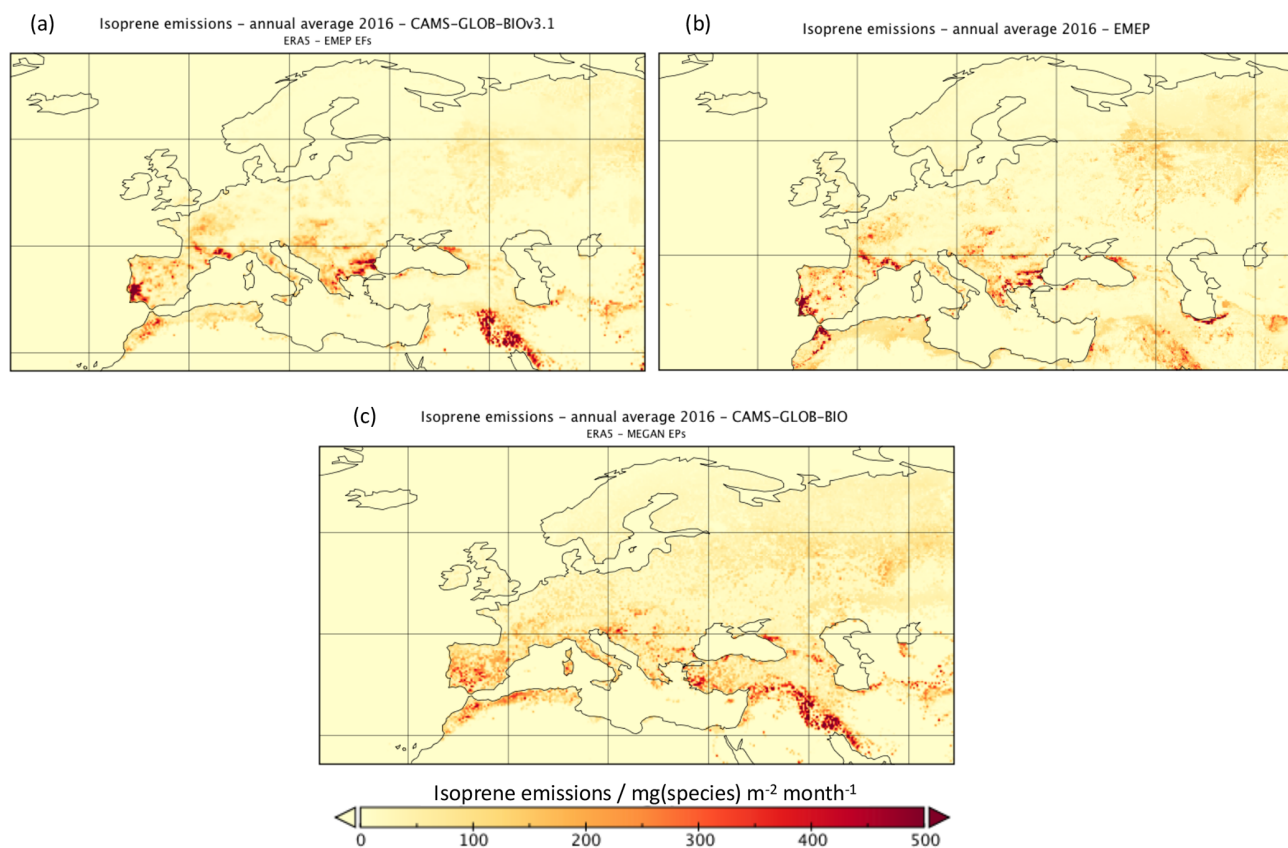 (a)
Isoprene emissions – annual average 2016 – CAMS-GLOB-BIOv3.1
ERA5 – EMEP EFs
(b)
Isoprene emissions – annual average 2016 – EMEP
(c)
Isoprene emissions – annual average 2016 – CAMS-GLOB-BIO
ERA5 – MEGAN EPs
Isoprene emissions / mg(species) m⁻² month⁻¹
0 100 200 300 400 500